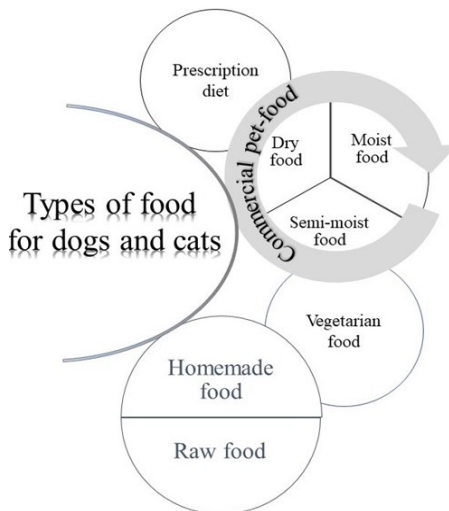 Prescription
diet
Commercial pet-food
Dry
food
Moist
food
Semi-moist
food
Types of food
for dogs and cats
Vegetarian
food
Homemade
food
Raw food